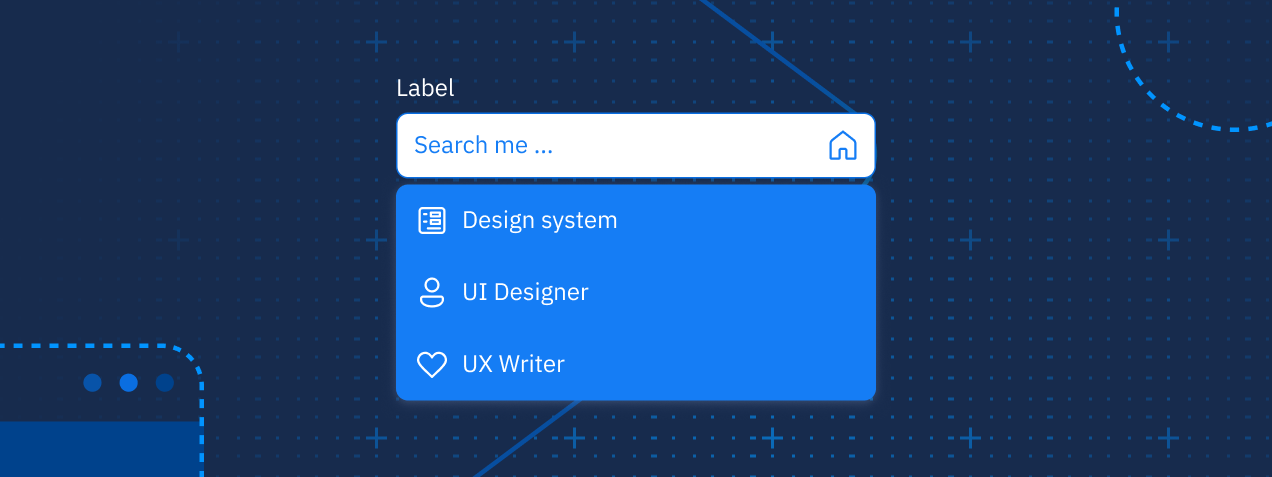 Label
Search me ...
Design system
UI Designer
UX Writer